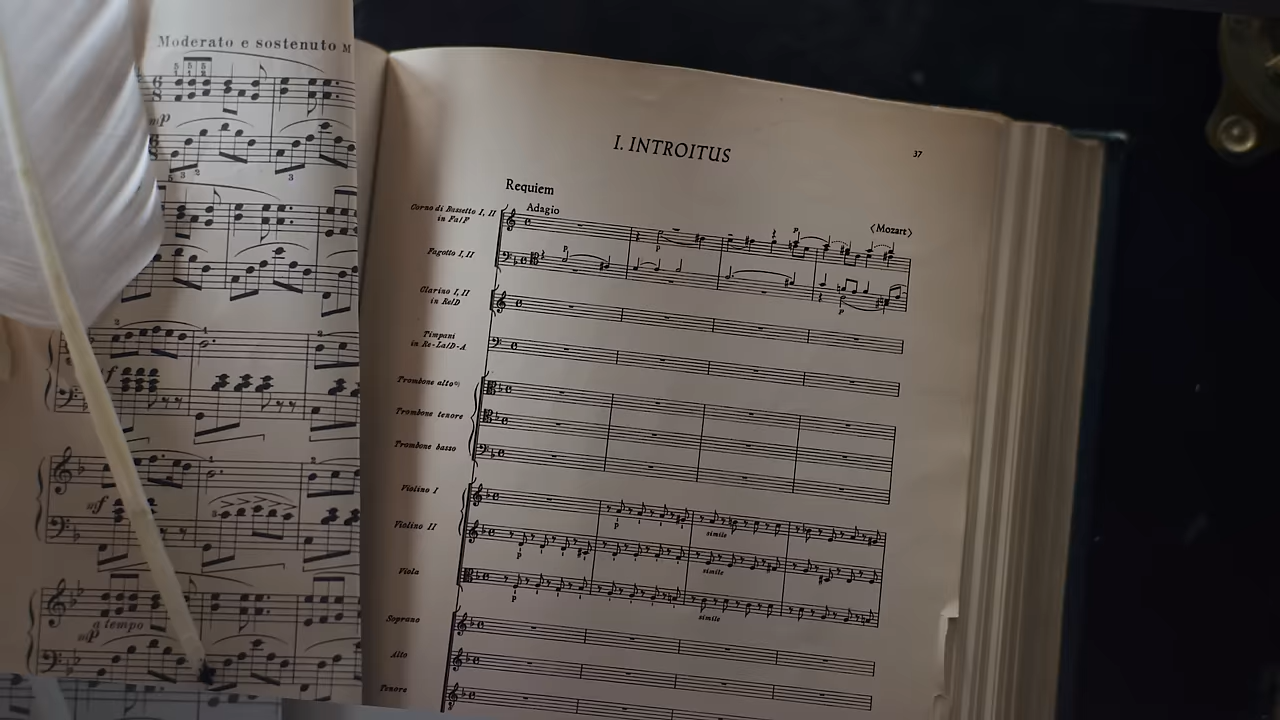 Moderato e sostenuto M
mp
mf
a tempo
mp
I. INTROITUS
37
Requiem
Adagio
⟨Mozart⟩
Corno di Bassetto I, II
in Fa/F
Fagotto I, II
Clarino I, II
in Re/D
Timpani
in Re-La/D-A
Trombone alto
Trombone tenore
Trombone basso
Violino I
simile
Violino II
simile
Viola
simile
Soprano
Alto
Tenore